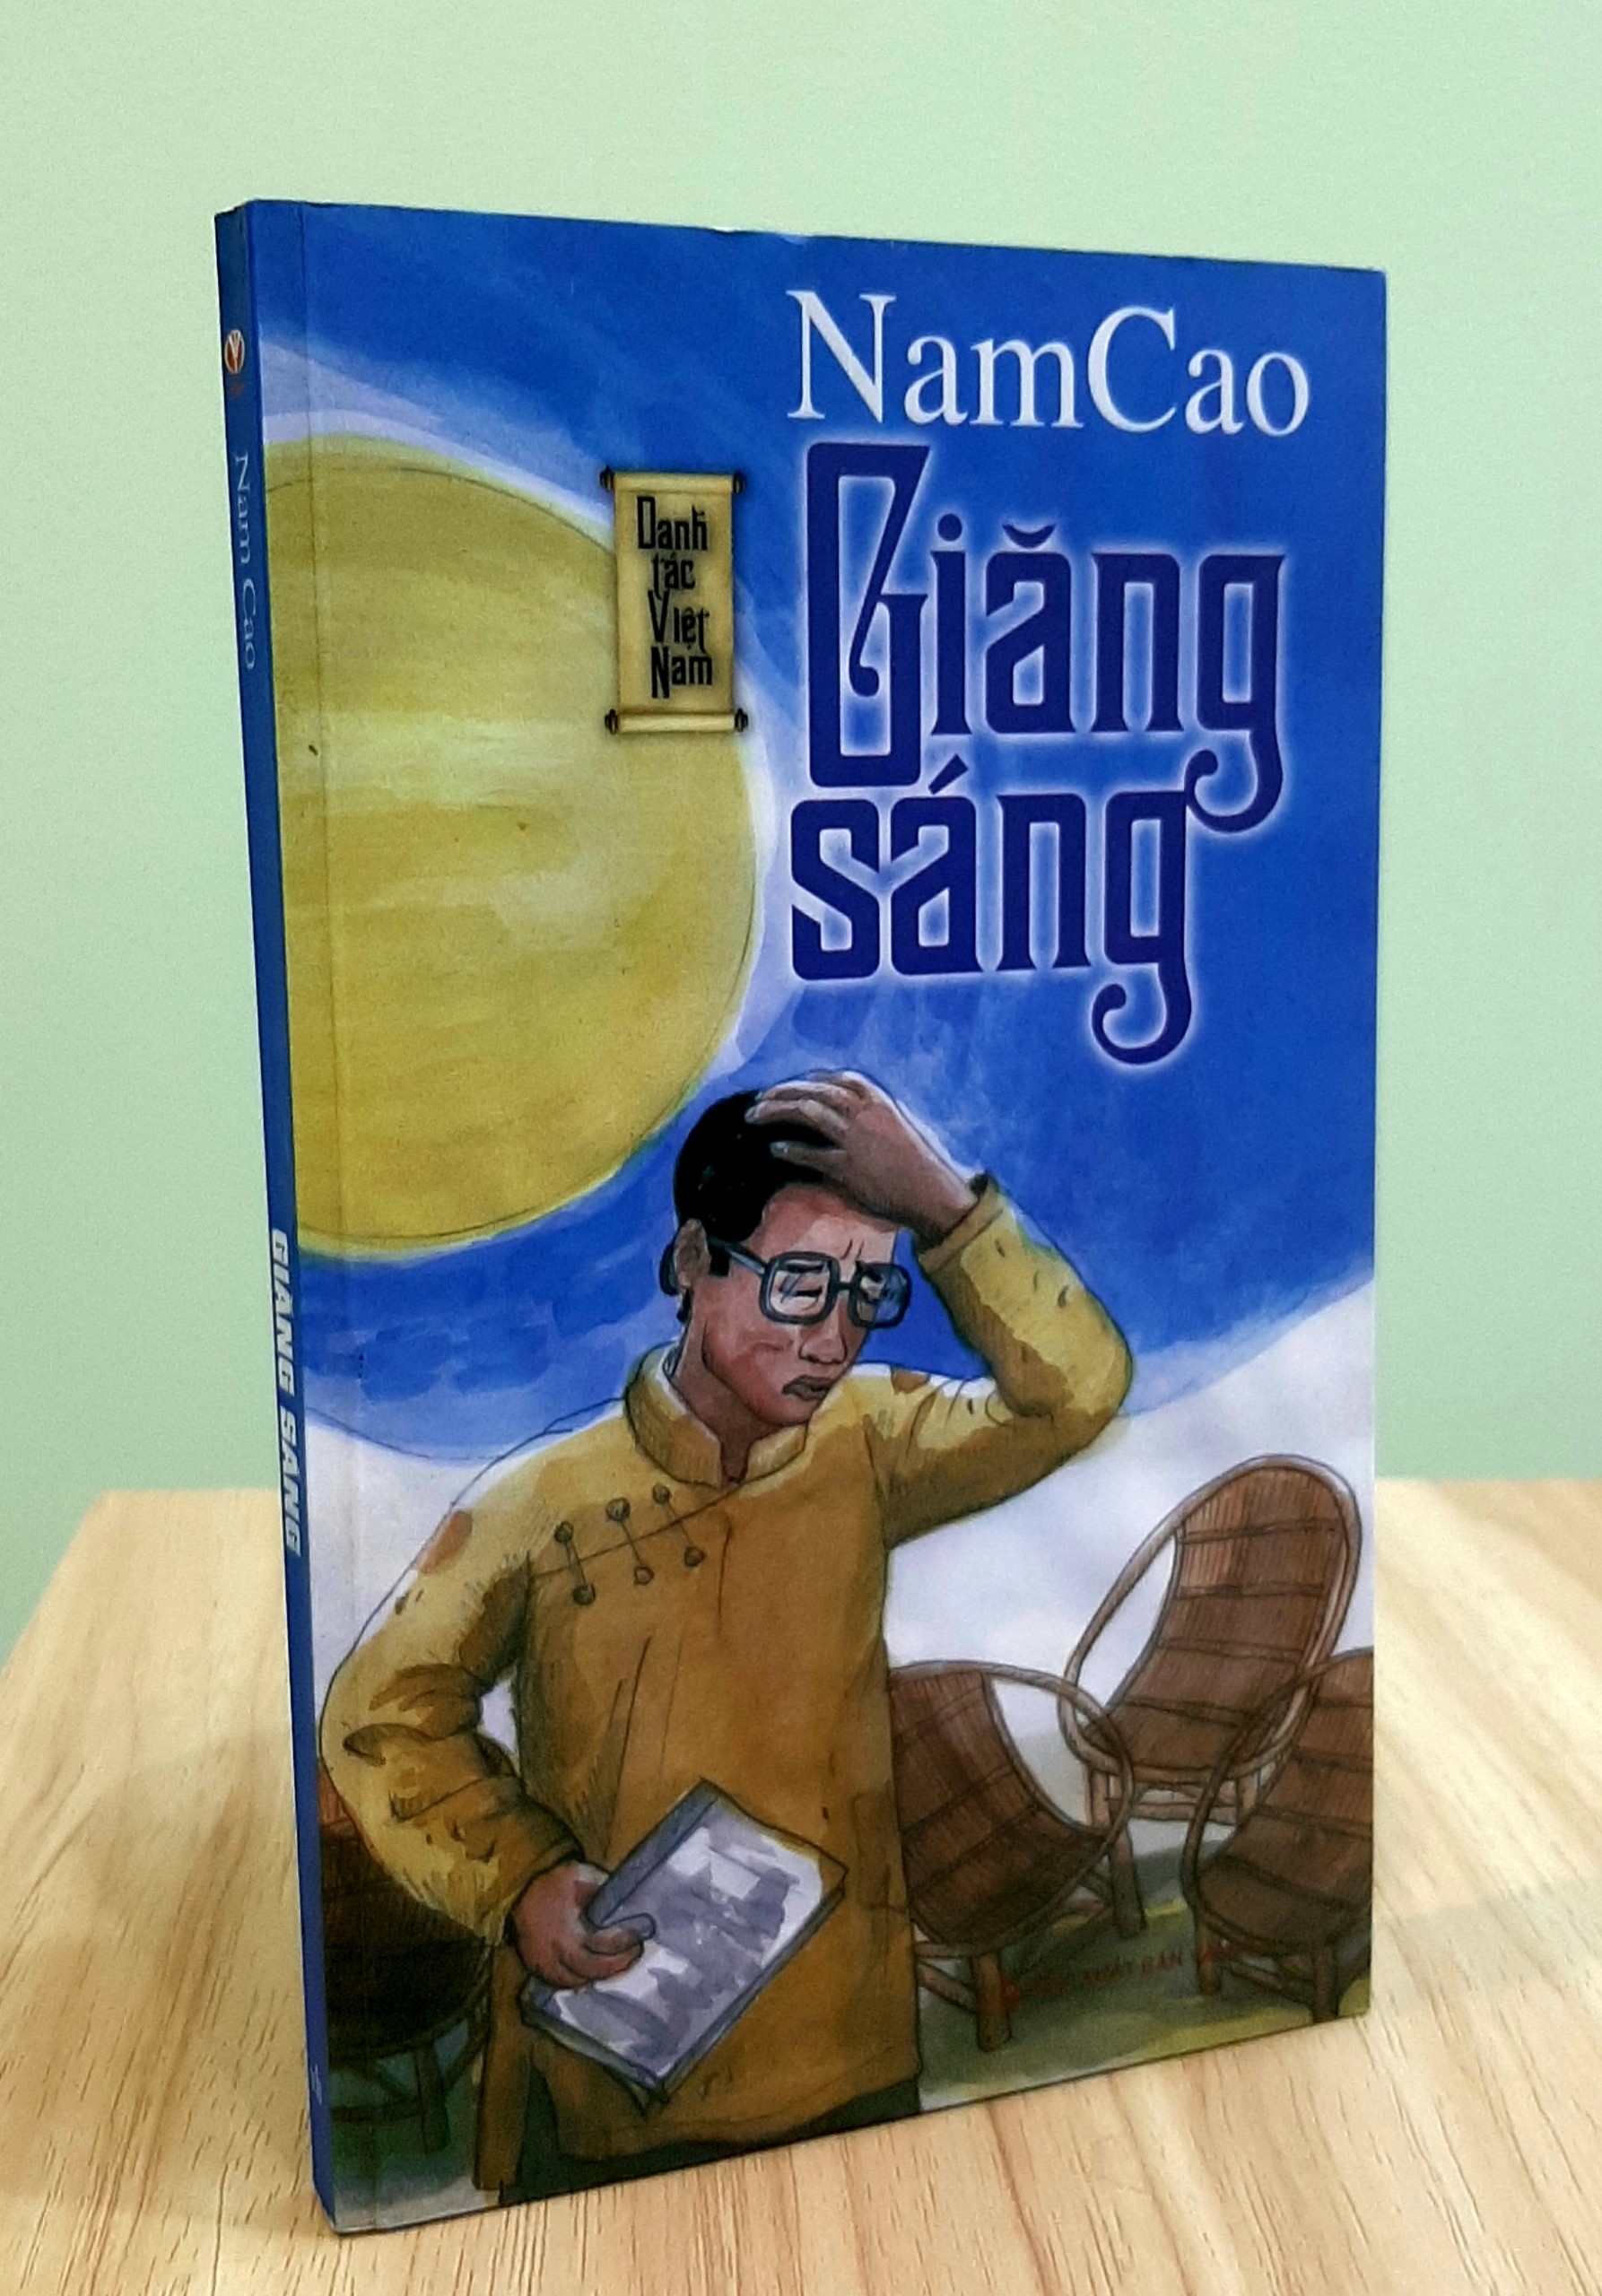 NamCao
Giăng
sáng
Danh
tác
Việt
Nam
Nam Cao
GIĂNG SÁNG